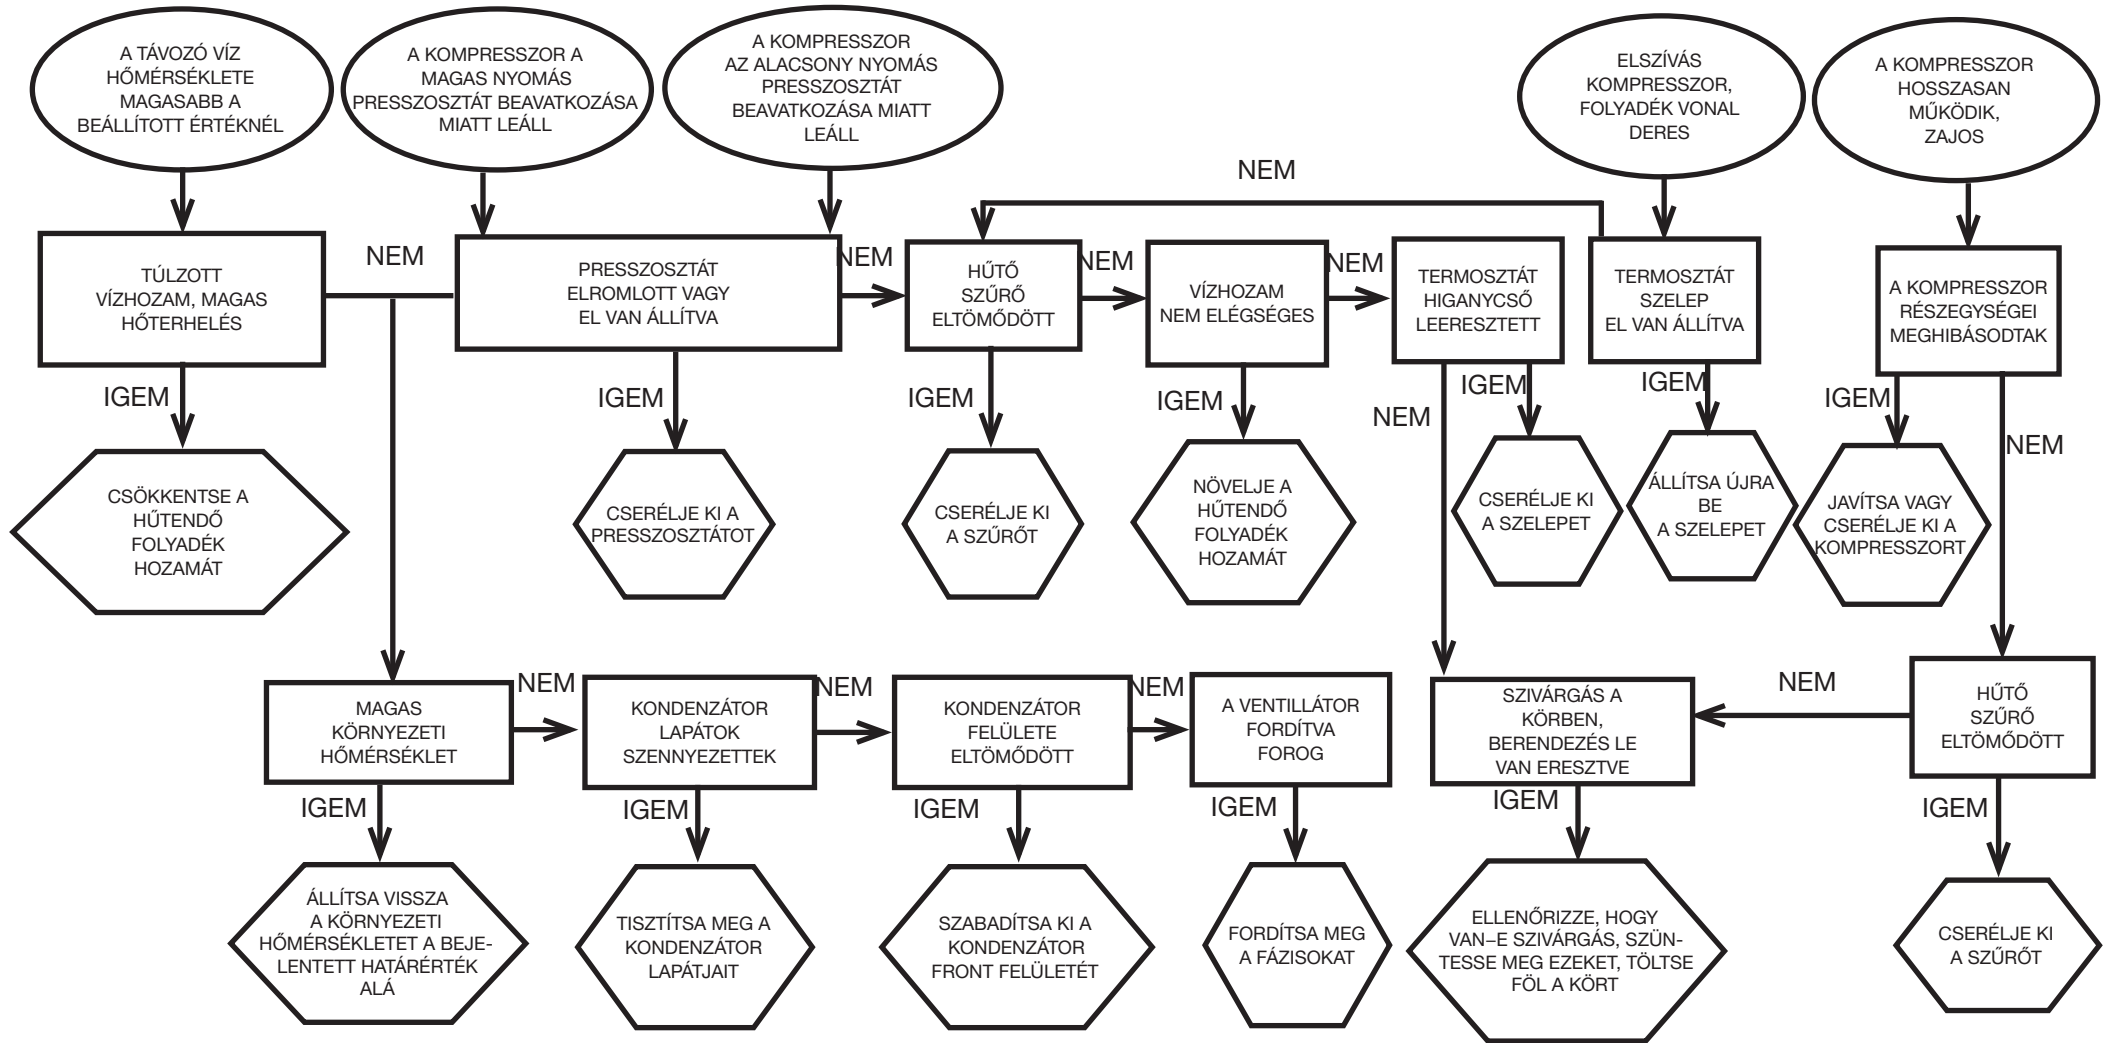 A TÁVOZÓ VÍZ
HŐMÉRSÉKLETE
MAGASABB A
BEÁLLÍTOTT ÉRTÉKNÉL
A KOMPRESSZOR A
MAGAS NYOMÁS
PRESSZOSZTÁT BEAVATKOZÁSA
MIATT LEÁLL
A KOMPRESSZOR
AZ ALACSONY NYOMÁS
PRESSZOSZTÁT
BEAVATKOZÁSA MIATT
LEÁLL
ELSZÍVÁS
KOMPRESSZOR,
FOLYADÉK VONAL
DERES
A KOMPRESSZOR
HOSSZASAN
MŰKÖDIK,
ZAJOS
NEM
TÚLZOTT
VÍZHOZAM, MAGAS
HŐTERHELÉS
NEM
PRESSZOSZTÁT
ELROMLOTT VAGY
EL VAN ÁLLÍTVA
NEM
HŰTŐ
SZŰRŐ
ELTÖMŐDÖTT
NEM
VÍZHOZAM
NEM ELÉGSÉGES
NEM
TERMOSZTÁT
HIGANYCSŐ
LEERESZTETT
TERMOSZTÁT
SZELEP
EL VAN ÁLLÍTVA
A KOMPRESSZOR
RÉSZEGYSÉGEI
MEGHIBÁSODTAK
IGEM
IGEM
IGEM
IGEM
NEM
IGEM
IGEM
IGEM
NEM
CSÖKKENTSE A
HŰTENDŐ
FOLYADÉK
HOZAMÁT
CSERÉLJE KI A
PRESSZOSZTÁTOT
CSERÉLJE KI
A SZŰRŐT
NÖVELJE A
HŰTENDŐ
FOLYADÉK
HOZAMÁT
CSERÉLJE KI
A SZELEPET
ÁLLÍTSA ÚJRA
BE
A SZELEPET
JAVÍTSA VAGY
CSERÉLJE KI A
KOMPRESSZORT
MAGAS
KÖRNYEZETI
HŐMÉRSÉKLET
NEM
KONDENZÁTOR
LAPÁTOK
SZENNYEZETTEK
NEM
KONDENZÁTOR
FELÜLETE
ELTÖMŐDÖTT
NEM
A VENTILLÁTOR
FORDÍTVA
FOROG
SZIVÁRGÁS A
KÖRBEN,
BERENDEZÉS LE
VAN ERESZTVE
NEM
HŰTŐ
SZŰRŐ
ELTÖMŐDÖTT
IGEM
IGEM
IGEM
IGEM
IGEM
IGEM
ÁLLÍTSA VISSZA
A KÖRNYEZETI
HŐMÉRSÉKLETET A BEJE-
LENTETT HATÁRÉRTÉK
ALÁ
TISZTÍTSA MEG A
KONDENZÁTOR
LAPÁTJAIT
SZABADÍTSA KI A
KONDENZÁTOR
FRONT FELÜLETÉT
FORDÍTSA MEG
A FÁZISOKAT
ELLENŐRIZZE, HOGY
VAN–E SZIVÁRGÁS, SZÜN-
TESSE MEG EZEKET, TÖLTSE
FÖL A KÖRT
CSERÉLJE KI
A SZŰRŐT